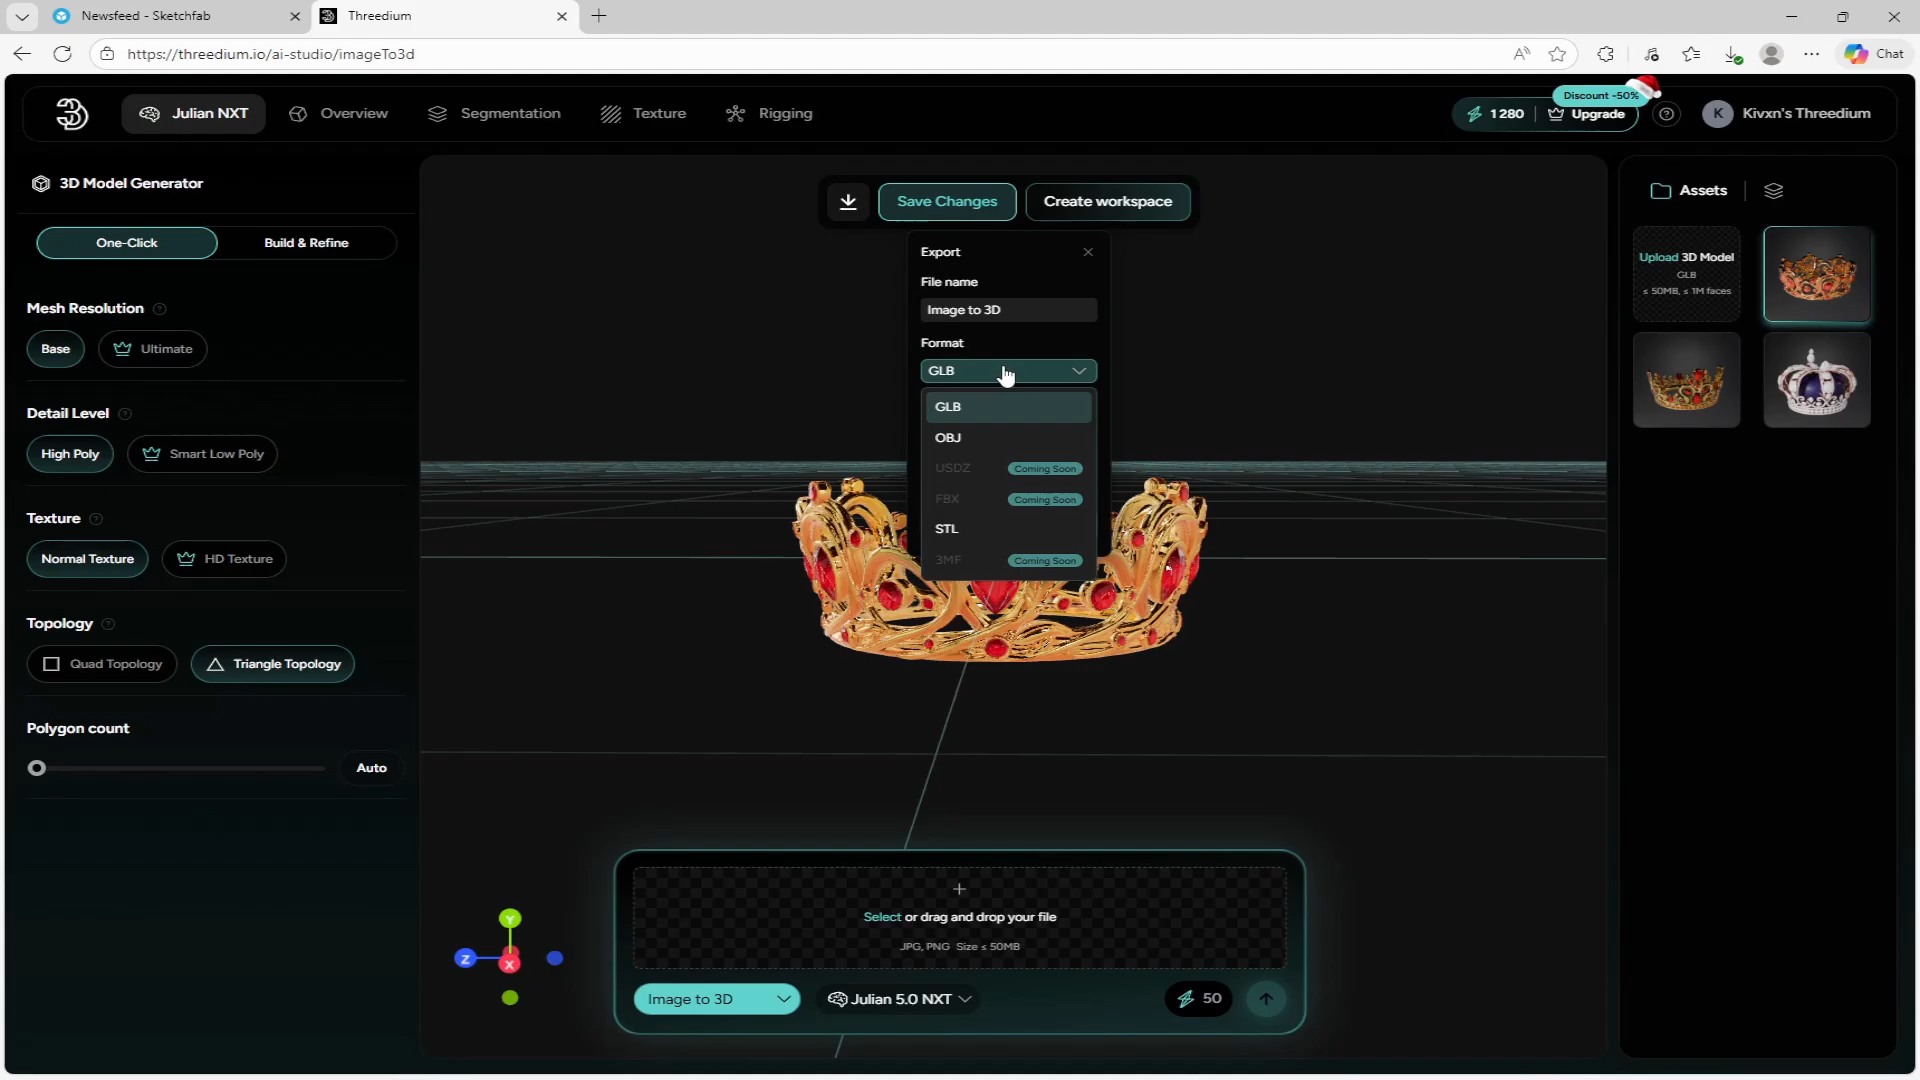 Newsfeed - Sketchfab
Threedium
https://threedium.io/ai-studio/imageTo3d
Chat
Julian NXT
Overview
Segmentation
Texture
Rigging
1 280
Discount -50%
Upgrade
K
Kivxn's Threedium
3D Model Generator
One-Click
Build & Refine
Mesh Resolution
Base
Ultimate
Detail Level
High Poly
Smart Low Poly
Texture
Normal Texture
HD Texture
Topology
Quad Topology
Triangle Topology
Polygon count
Auto
Save Changes
Create workspace
Export
File name
Image to 3D
Format
GLB
GLB
OBJ
USDZ Coming Soon
FBX Coming Soon
STL
3MF Coming Soon
Y
Z
X
Select or drag and drop your file
JPG, PNG Size ≤ 50MB
Image to 3D
Julian 5.0 NXT
50
Assets
Upload 3D Model
GLB
≤ 50MB, ≤ 1M faces